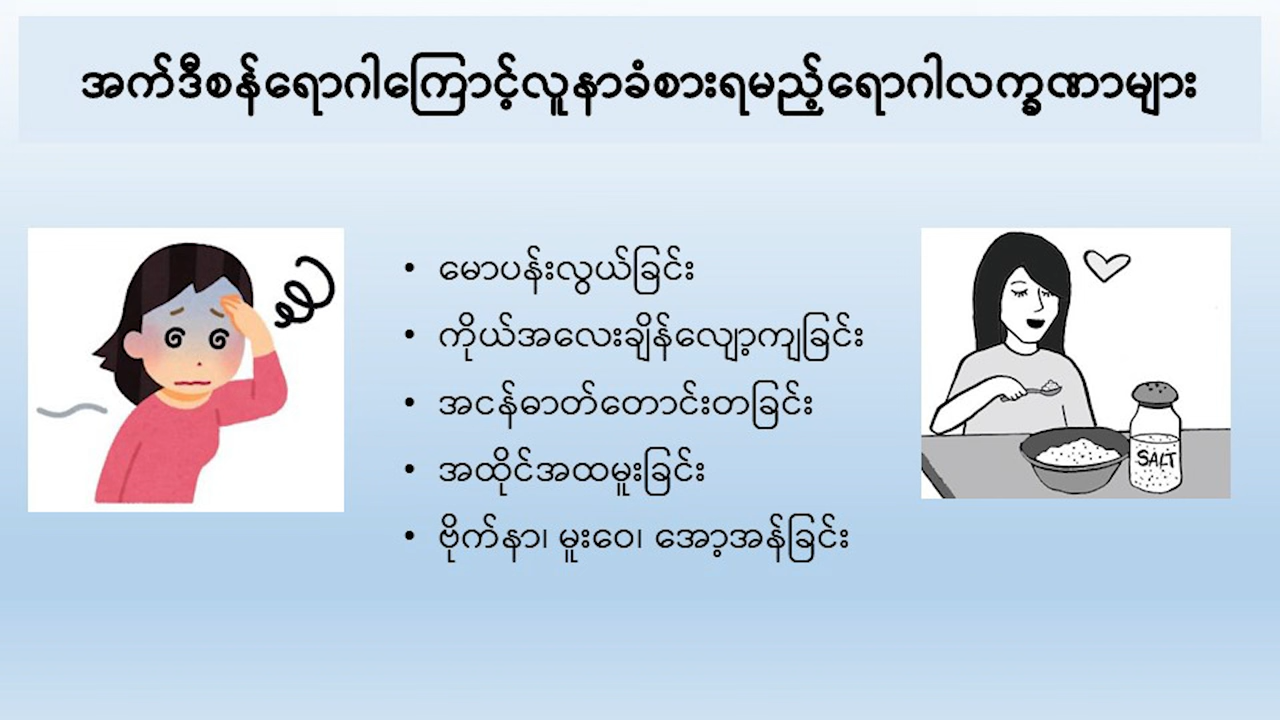 အက်ဒီစန်ရောဂါကြောင့်လူနာခံစားရမည့်ရောဂါလက္ခဏာများ
• မောပန်းလွယ်ခြင်း
• ကိုယ်အလေးချိန်လျော့ကျခြင်း
• အငန်ဓာတ်တောင်းတခြင်း
• အထိုင်အထမူးခြင်း
• ဗိုက်နာ၊ မူးဝေ၊ အော့အန်ခြင်း
SALT